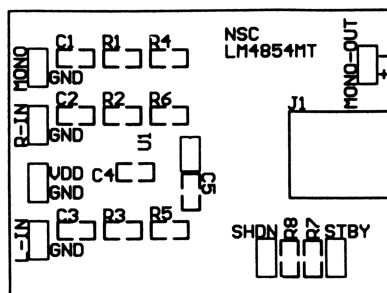 NSC
LM4854MT
MONO-OUT
-
+
MONO
GND
C1
R1
R4
J1
R-IN
GND
C2
R2
R6
U1
VDD
GND
C4
C5
L-IN
GND
C3
R3
R5
SHDN
R8
R7
STBY